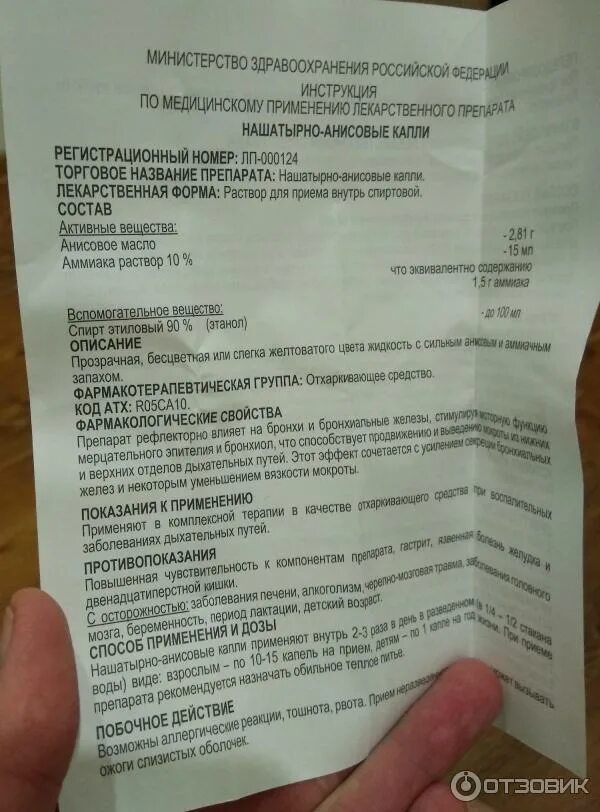 МИНИСТЕРСТВО ЗДРАВООХРАНЕНИЯ РОССИЙСКОЙ ФЕДЕРАЦИИ
ИНСТРУКЦИЯ
ПО МЕДИЦИНСКОМУ ПРИМЕНЕНИЮ ЛЕКАРСТВЕННОГО ПРЕПАРАТА
НАШАТЫРНО-АНИСОВЫЕ КАПЛИ
РЕГИСТРАЦИОННЫЙ НОМЕР: ЛП-000124
ТОРГОВОЕ НАЗВАНИЕ ПРЕПАРАТА: Нашатырно-анисовые капли.
ЛЕКАРСТВЕННАЯ ФОРМА: Раствор для приема внутрь спиртовой.
СОСТАВ
Активные вещества:
Анисовое масло - 2,81 г
Аммиака раствор 10 % - 15 мл
что эквивалентно содержанию
1,5 г аммиака
Вспомогательное вещество:
Спирт этиловый 90 % (этанол) - до 100 мл
ОПИСАНИЕ
Прозрачная, бесцветная или слегка желтоватого цвета жидкость с сильным анисовым и аммиачным
запахом.
ФАРМАКОТЕРАПЕВТИЧЕСКАЯ ГРУППА: Отхаркивающее средство.
КОД АТХ: R05CA10.
ФАРМАКОЛОГИЧЕСКИЕ СВОЙСТВА
Препарат рефлекторно влияет на бронхи и бронхиальные железы, стимулируя моторную функцию
мерцательного эпителия и бронхиол, что способствует продвижению и выведению мокроты из нижних
и верхних отделов дыхательных путей. Этот эффект сочетается с усилением секреции бронхиальных
желез и некоторым уменьшением вязкости мокроты.
ПОКАЗАНИЯ К ПРИМЕНЕНИЮ
Применяют в комплексной терапии в качестве отхаркивающего средства при воспалительных
заболеваниях дыхательных путей.
ПРОТИВОПОКАЗАНИЯ
Повышенная чувствительность к компонентам препарата, гастрит, язвенная болезнь желудка и
двенадцатиперстной кишки.
С осторожностью: заболевания печени, алкоголизм, черепно-мозговая травма, заболевания головного
мозга, беременность, период лактации, детский возраст.
СПОСОБ ПРИМЕНЕНИЯ И ДОЗЫ
Нашатырно-анисовые капли применяют внутрь 2-3 раза в день в разведенном (в 1/4 – 1/2 стакана
воды) виде: взрослым – по 10-15 капель на прием, детям – по 1 капле на год жизни. При приеме
препарата рекомендуется назначать обильное теплое питье.
ПОБОЧНОЕ ДЕЙСТВИЕ
Возможны аллергические реакции, тошнота, рвота. Прием может вызывать
ожоги слизистых оболочек.
ОТЗОВИК